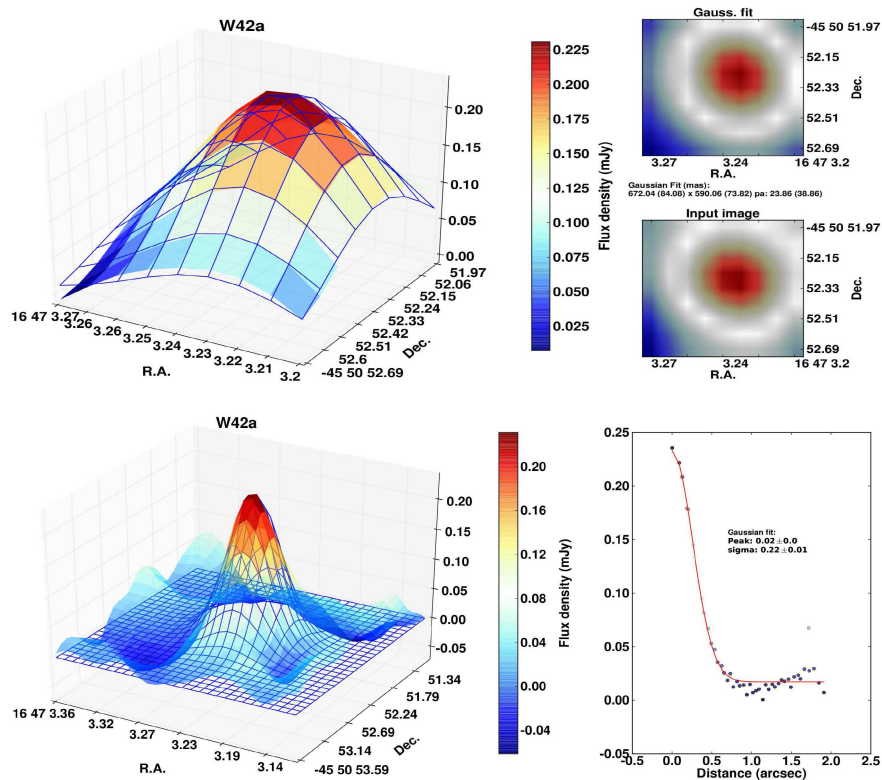 W42a
0.20
0.15
0.10
0.05
0.00
51.97
52.06
52.15
52.24
52.33
52.42
52.51
52.6
-45 50 52.69
Dec.
16 47 3.27
3.26
3.26
3.25
3.24
3.23
3.22
3.21
3.2
R.A.
0.225
0.200
0.175
0.150
0.125
0.100
0.075
0.050
0.025
Flux density (mJy)
Gauss. fit
-45 50 51.97
52.15
52.33
52.51
52.69
Dec.
3.27
3.24
16 47 3.2
R.A.
Gaussian Fit (mas):
672.04 (84.08) x 590.06 (73.82) pa: 23.86 (38.86)
Input image
-45 50 51.97
52.15
52.33
52.51
52.69
Dec.
3.27
3.24
16 47 3.2
R.A.
W42a
0.20
0.15
0.10
0.05
0.00
-0.05
51.34
51.79
52.24
52.69
53.14
-45 50 53.59
Dec.
16 47 3.36
3.32
3.27
3.23
3.19
3.14
R.A.
0.20
0.16
0.12
0.08
0.04
0.00
-0.04
Flux density (mJy)
0.25
0.20
0.15
0.10
0.05
0.00
-0.05
Gaussian fit:
Peak: 0.02 ±0.0
sigma: 0.22 ±0.01
-0.5
0.0
0.5
1.0
1.5
2.0
2.5
Distance (arcsec)